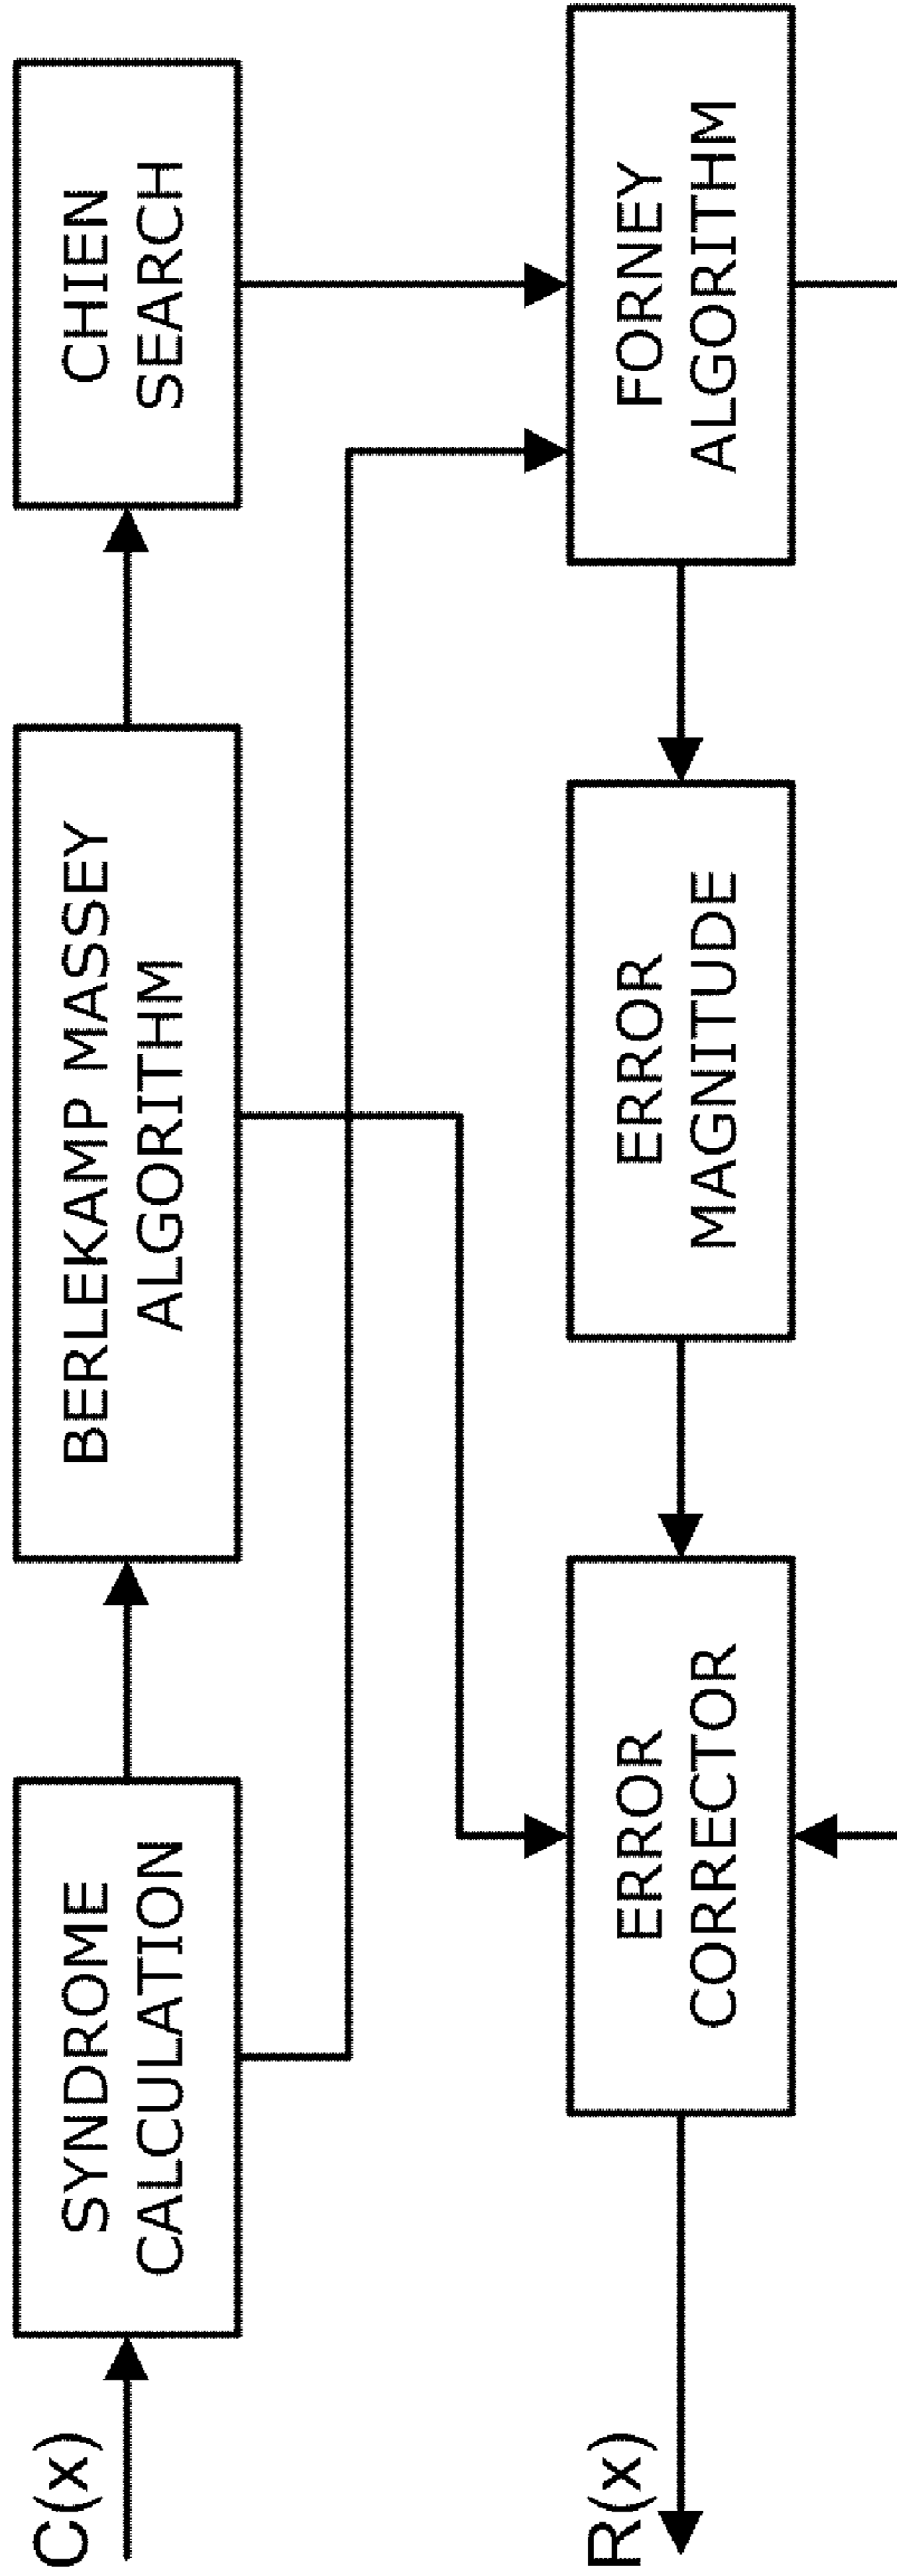 C(x)
SYNDROME
CALCULATION
BERLEKAMP MASSEY
ALGORITHM
CHIEN
SEARCH
R(x)
ERROR
CORRECTOR
ERROR
MAGNITUDE
FORNEY
ALGORITHM